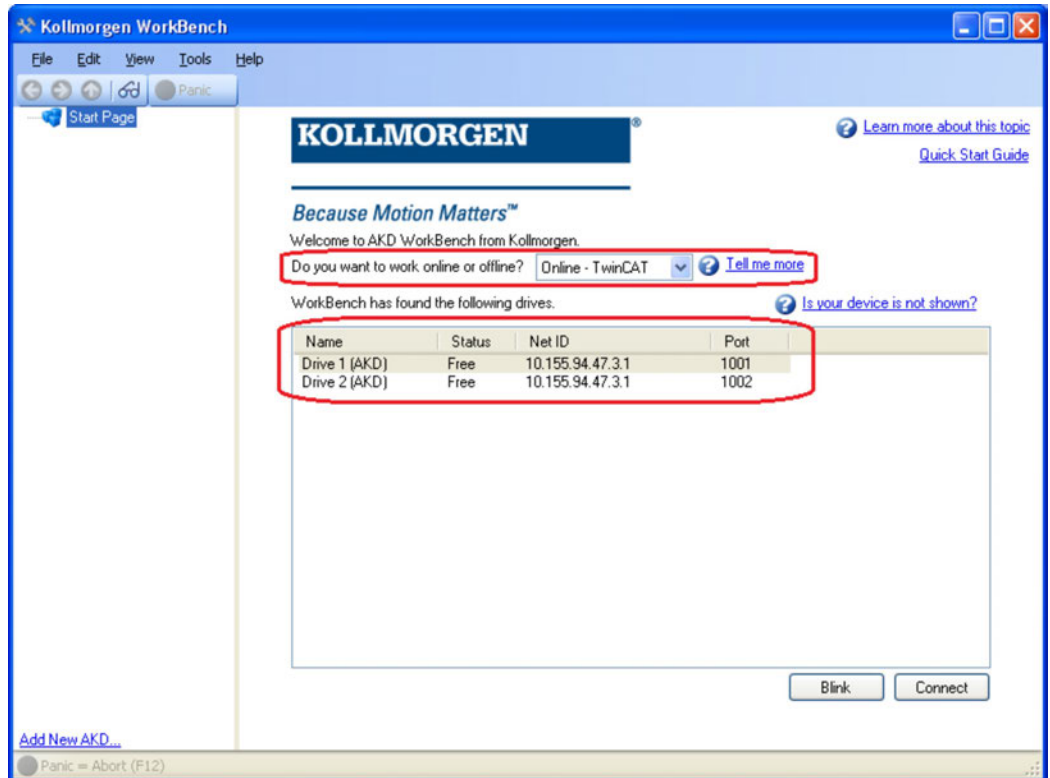 Kollmorgen WorkBench
File Edit View Tools Help
Panic
Start Page
KOLLMORGEN®
Learn more about this topic
Quick Start Guide
Because Motion Matters™
Welcome to AKD WorkBench from Kollmorgen.
Do you want to work online or offline? Online - TwinCAT Tell me more
WorkBench has found the following drives. Is your device is not shown?
Name Status Net ID Port
Drive 1 (AKD) Free 10.155.94.47.3.1 1001
Drive 2 (AKD) Free 10.155.94.47.3.1 1002
Blink Connect
Add New AKD...
Panic = Abort (F12)